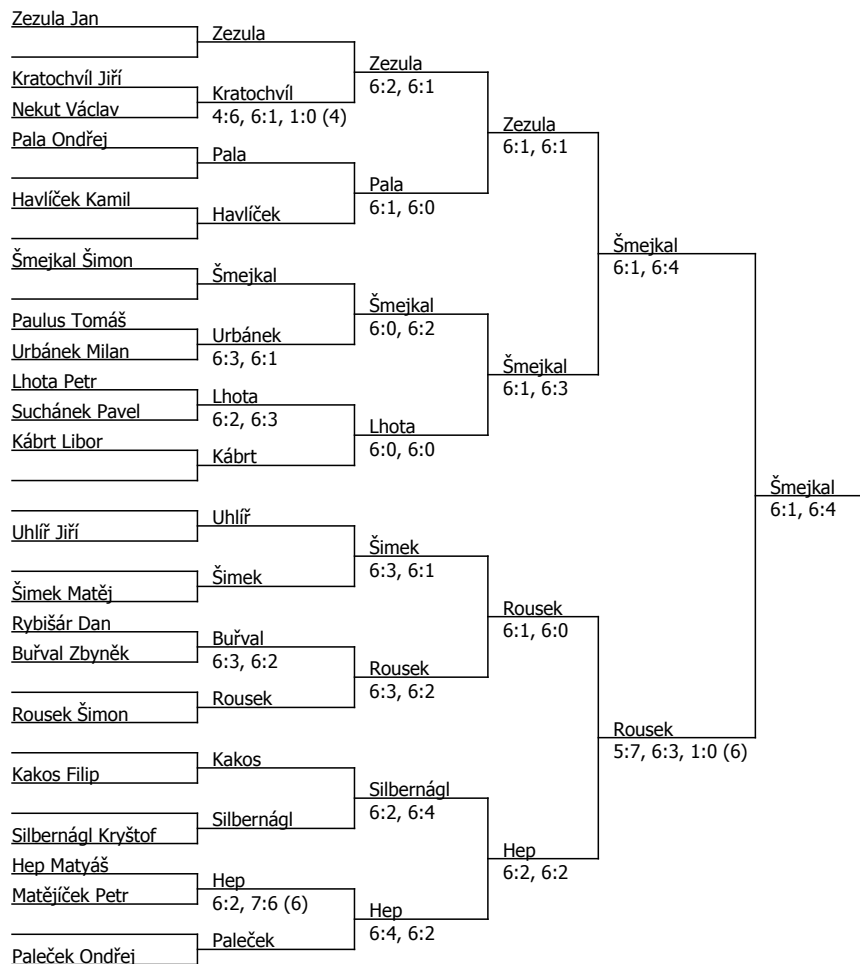 Zezula Jan
Kratochvíl Jiří
Nekut Václav
Pala Ondřej
Havlíček Kamil
Šmejkal Šimon
Paulus Tomáš
Urbánek Milan
Lhota Petr
Suchánek Pavel
Kábrt Libor
Uhlíř Jiří
Šimek Matěj
Rybišár Dan
Buřval Zbyněk
Rousek Šimon
Kakos Filip
Silbernágl Kryštof
Hep Matyáš
Matějíček Petr
Paleček Ondřej
Zezula
Kratochvíl
4:6, 6:1, 1:0 (4)
Pala
Havlíček
Šmejkal
Urbánek
6:3, 6:1
Lhota
6:2, 6:3
Kábrt
Uhlíř
Šimek
Buřval
6:3, 6:2
Rousek
Kakos
Silbernágl
Hep
6:2, 7:6 (6)
Paleček
Zezula
6:2, 6:1
Pala
6:1, 6:0
Šmejkal
6:0, 6:2
Lhota
6:0, 6:0
Šimek
6:3, 6:1
Rousek
6:3, 6:2
Silbernágl
6:2, 6:4
Hep
6:4, 6:2
Zezula
6:1, 6:1
Šmejkal
6:1, 6:3
Rousek
6:1, 6:0
Hep
6:2, 6:2
Šmejkal
6:1, 6:4
Rousek
5:7, 6:3, 1:0 (6)
Šmejkal
6:1, 6:4